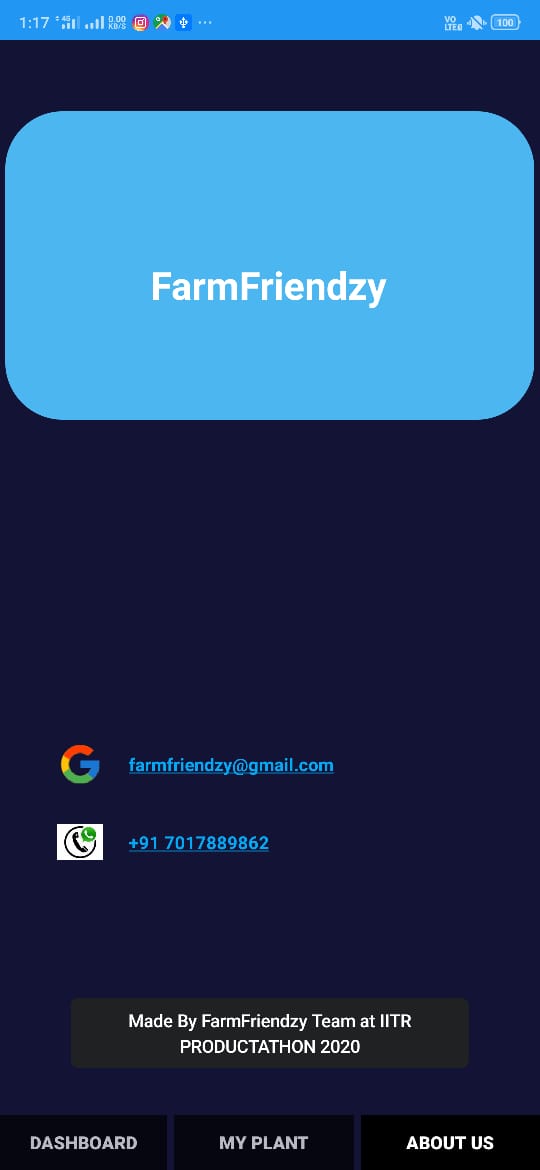 1:17 4G 0.00 KB/S ... VO LTE 100
FarmFriendzy
farmfriendzy@gmail.com
+91 7017889862
Made By FarmFriendzy Team at IITR
PRODUCTATHON 2020
DASHBOARD MY PLANT ABOUT US